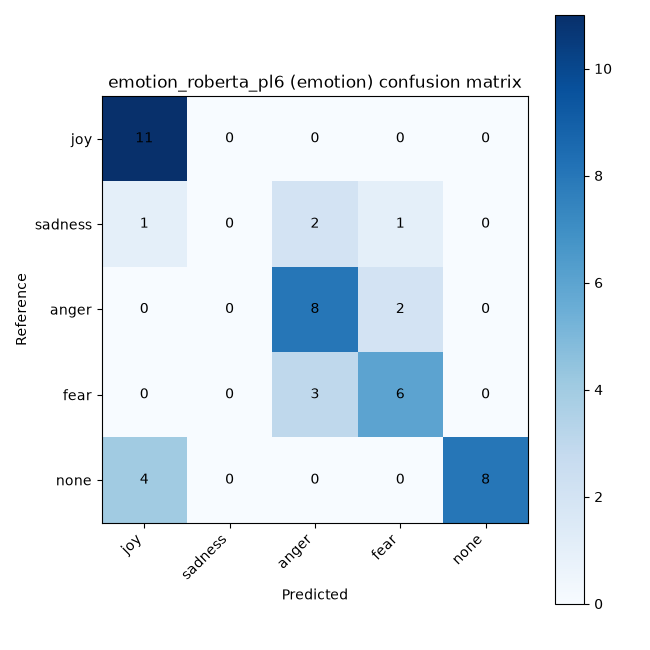 emotion_roberta_pl6 (emotion) confusion matrix
joy 11 0 0 0 0
sadness 1 0 2 1 0
anger 0 0 8 2 0
fear 0 0 3 6 0
none 4 0 0 0 8
joy sadness anger fear none
Predicted
Reference
10
8
6
4
2
0